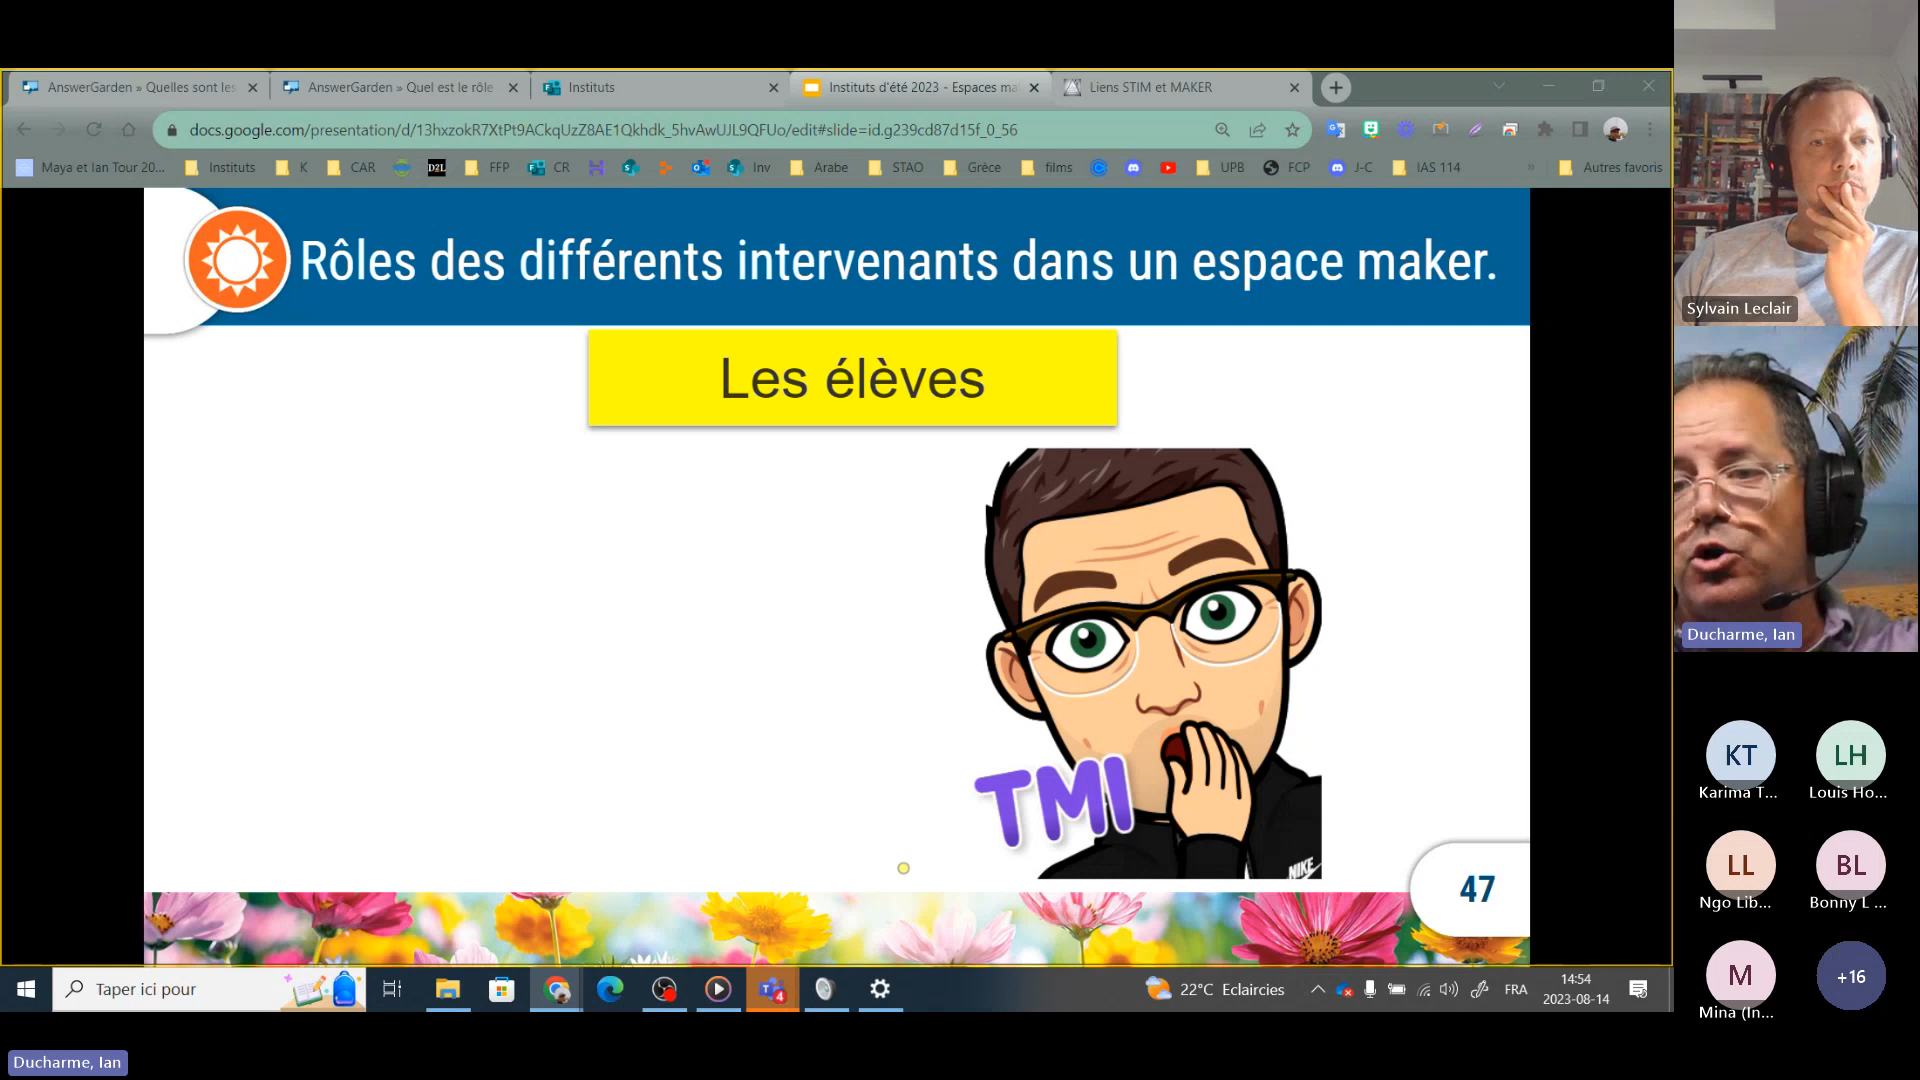 AnswerGarden » Quelles sont les
AnswerGarden » Quel est le rôle
Instituts
Instituts d'été 2023 - Espaces ma
Liens STIM et MAKER
docs.google.com/presentation/d/13hxzokR7XtPt9ACkqUzZ8AE1Qkhdk_5hvAwUJL9QFUo/edit#slide=id.g239cd87d15f_0_56
Maya et Ian Tour 20...
Instituts
K
CAR
D2L
FFP
CR
Inv
Arabe
STAO
Grèce
films
UPB
FCP
J-C
IAS 114
»
Autres favoris
Rôles des différents intervenants dans un espace maker.
Les élèves
TMI
NIKE
47
Sylvain Leclair
Ducharme, Ian
KT
Karima T...
LH
Louis Ho...
LL
Ngo Lib...
BL
Bonny L ...
M
Mina (In...
+16
Taper ici pour
4
22°C Eclaircies
FRA
14:54
2023-08-14
Ducharme, Ian